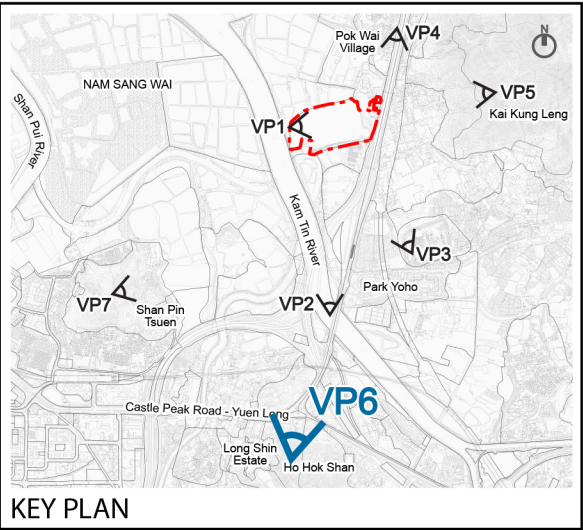 Pok Wai
Village
VP4
N
NAM SANG WAI
VP5
Kai Kung Leng
Shan Pui River
VP1
Kam Tin River
VP3
Park Yoho
VP2
VP7
Shan Pin
Tsuen
Castle Peak Road - Yuen Long
VP6
Long Shin
Estate
Ho Hok Shan
KEY PLAN